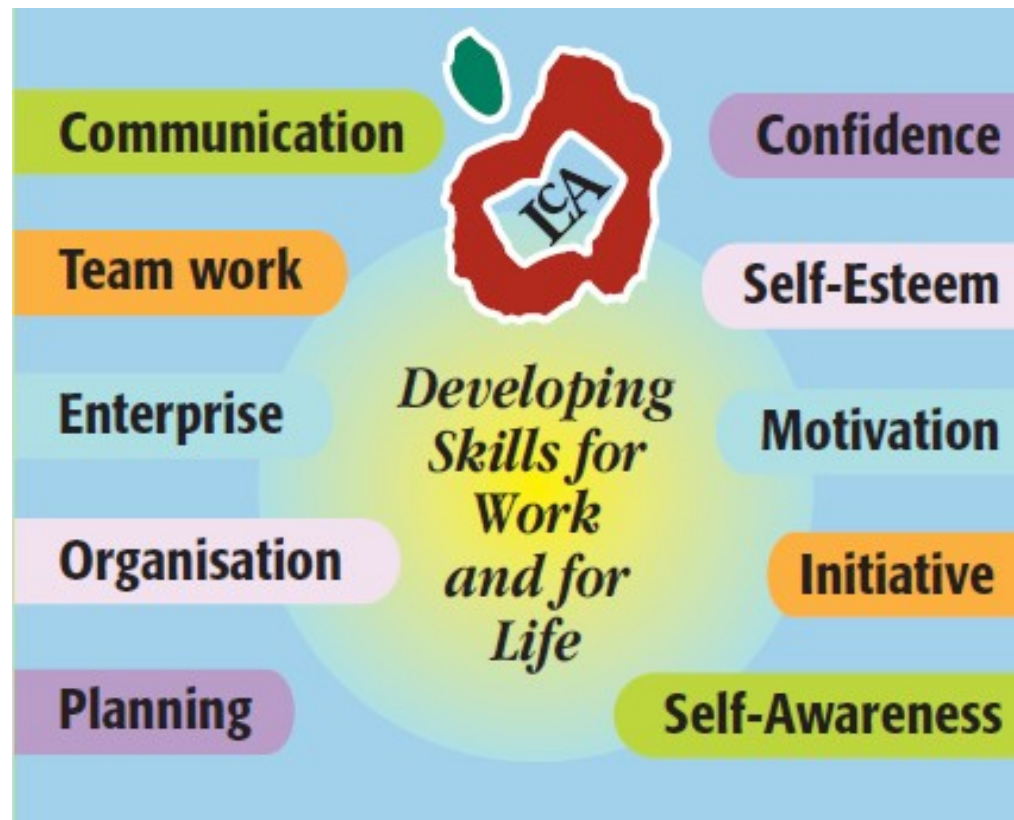 Communication
Team work
Enterprise
Organisation
Planning
LCA
Developing
Skills for
Work
and for
Life
Confidence
Self-Esteem
Motivation
Initiative
Self-Awareness